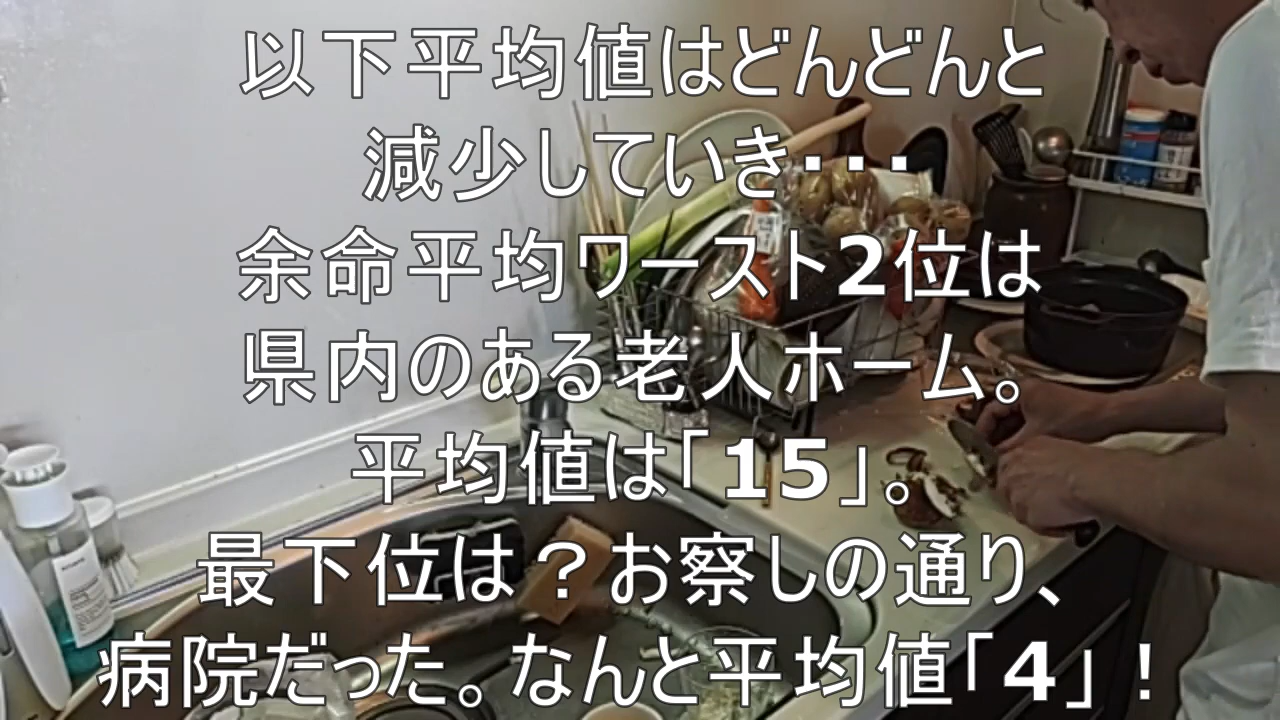 以下平均値はどんどんと
減少していき･･･
余命平均ワースト2位は
県内のある老人ホーム。
平均値は｢15｣。
最下位は？お察しの通り、
病院だった。なんと平均値｢4｣！